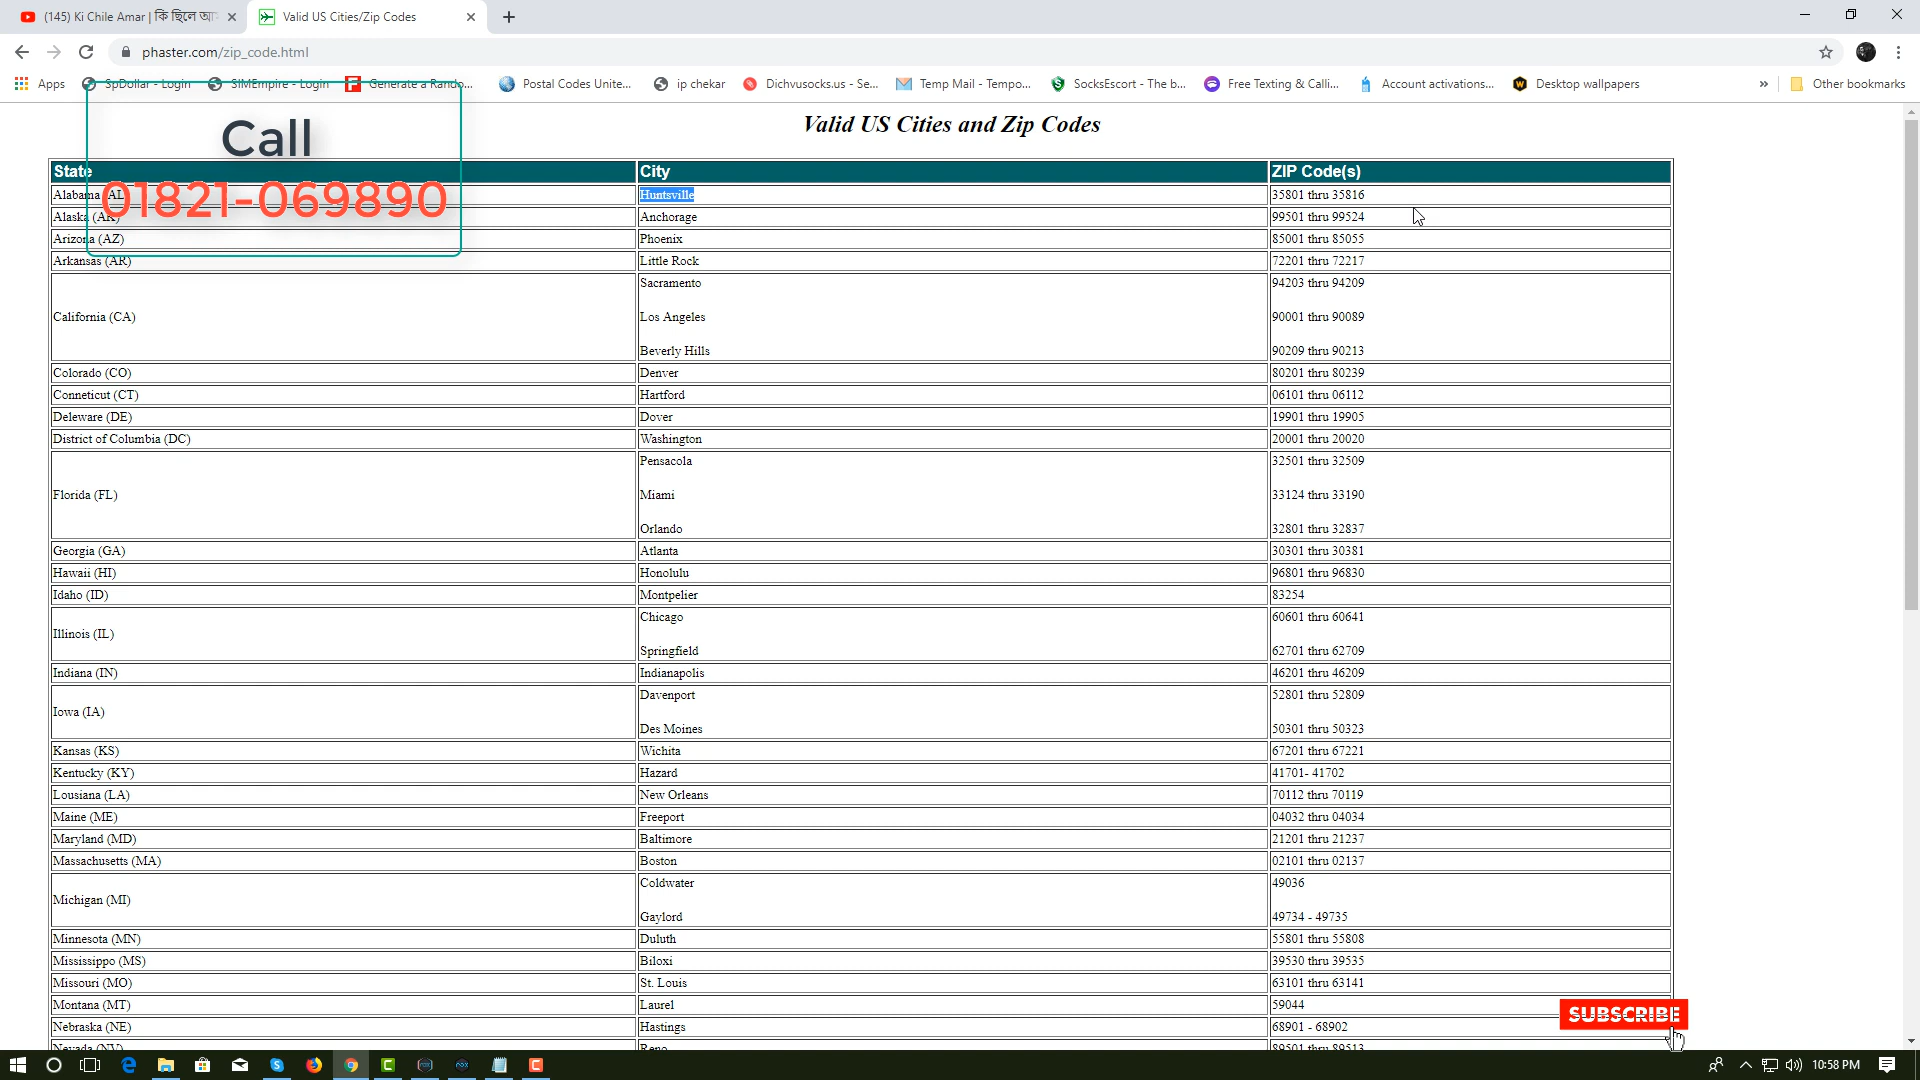 (145) Ki Chile Amar | কি ছিলে আ
Valid US Cities/Zip Codes
phaster.com/zip_code.html
Apps
SpDollar - Login
SIMEmpire - Login
Generate a Rando...
Postal Codes Unite...
ip chekar
Dichvusocks.us - Se...
Temp Mail - Tempo...
SocksEscort - The b...
Free Texting & Calli...
Account activations...
Desktop wallpapers
»
Other bookmarks
Call
01821-069890
Valid US Cities and Zip Codes
State City ZIP Code(s)
Alabama (AL Huntsville 35801 thru 35816
Alaska (AK) Anchorage 99501 thru 99524
Arizona (AZ) Phoenix 85001 thru 85055
Arkansas (AR) Little Rock 72201 thru 72217
Sacramento 94203 thru 94209
California (CA) Los Angeles 90001 thru 90089
Beverly Hills 90209 thru 90213
Colorado (CO) Denver 80201 thru 80239
Conneticut (CT) Hartford 06101 thru 06112
Deleware (DE) Dover 19901 thru 19905
District of Columbia (DC) Washington 20001 thru 20020
Pensacola 32501 thru 32509
Florida (FL) Miami 33124 thru 33190
Orlando 32801 thru 32837
Georgia (GA) Atlanta 30301 thru 30381
Hawaii (HI) Honolulu 96801 thru 96830
Idaho (ID) Montpelier 83254
Chicago 60601 thru 60641
Illinois (IL)
Springfield 62701 thru 62709
Indiana (IN) Indianapolis 46201 thru 46209
Davenport 52801 thru 52809
Iowa (IA)
Des Moines 50301 thru 50323
Kansas (KS) Wichita 67201 thru 67221
Kentucky (KY) Hazard 41701- 41702
Lousiana (LA) New Orleans 70112 thru 70119
Maine (ME) Freeport 04032 thru 04034
Maryland (MD) Baltimore 21201 thru 21237
Massachusetts (MA) Boston 02101 thru 02137
Coldwater 49036
Michigan (MI)
Gaylord 49734 - 49735
Minnesota (MN) Duluth 55801 thru 55808
Mississippo (MS) Biloxi 39530 thru 39535
Missouri (MO) St. Louis 63101 thru 63141
Montana (MT) Laurel 59044
Nebraska (NE) Hastings 68901 - 68902
Nevada (NV) Reno 89501 thru 89513
SUBSCRIBE
10:58 PM